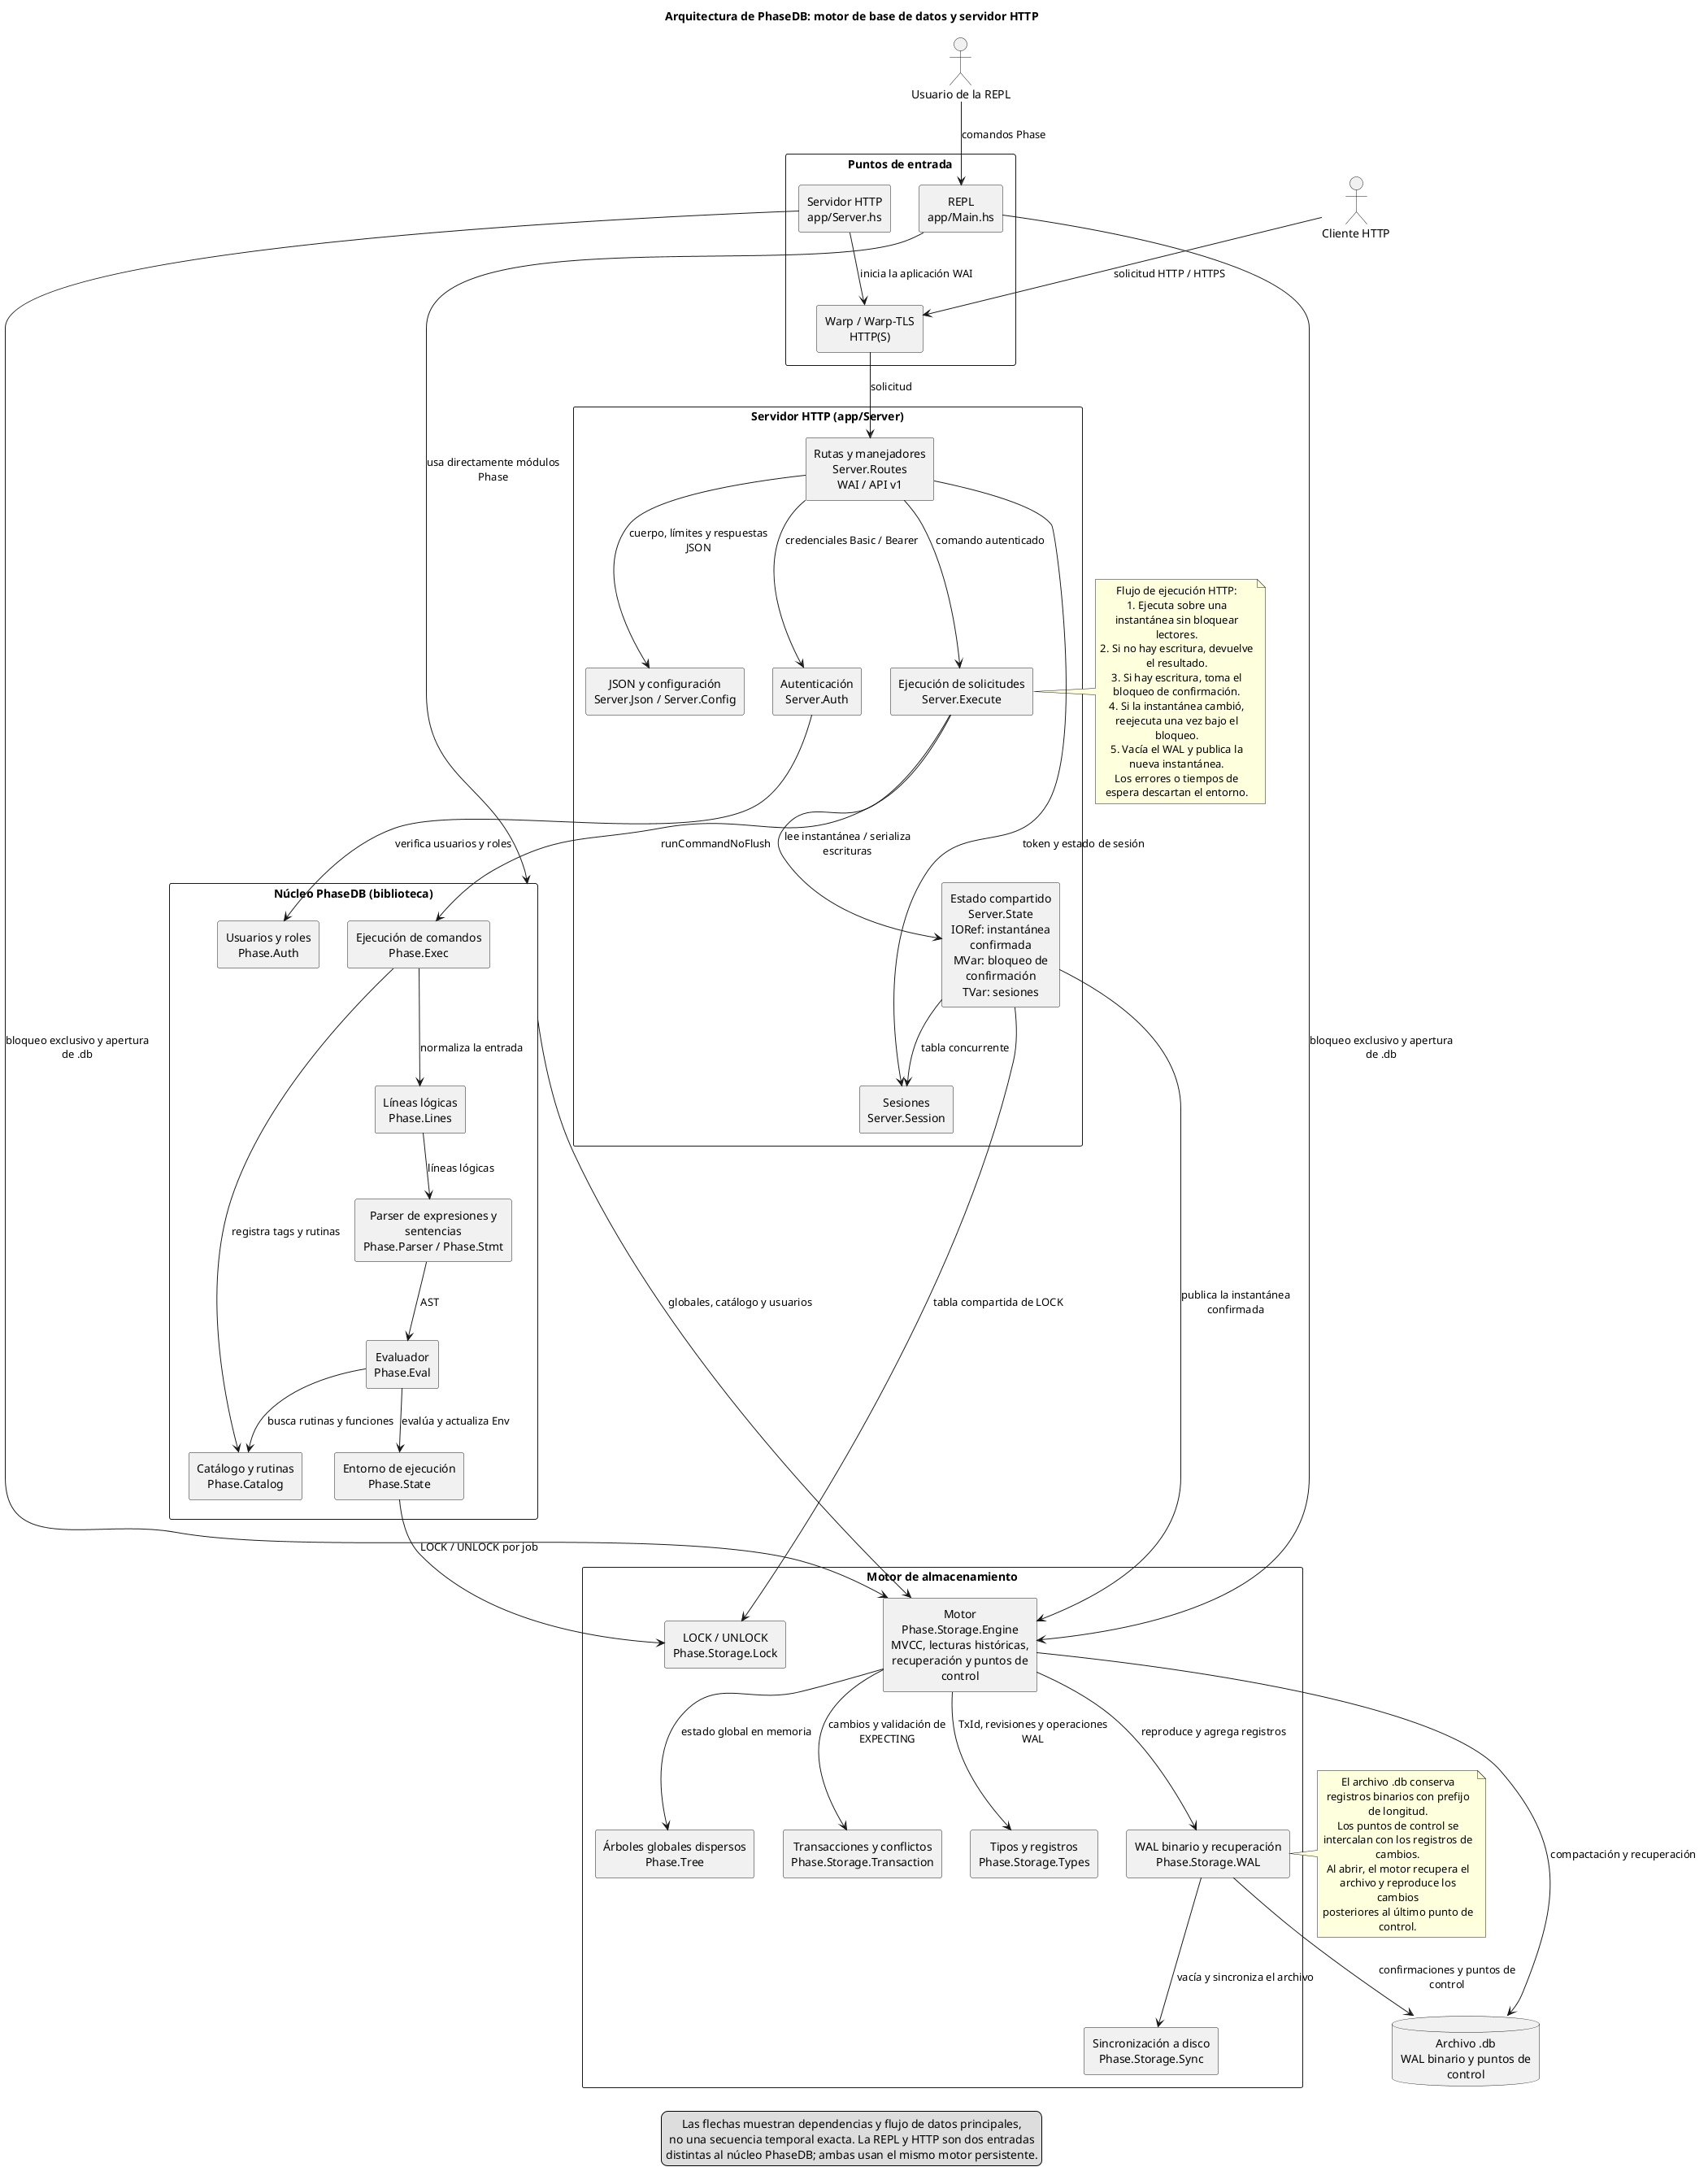 Arquitectura de PhaseDB: motor de base de datos y servidor HTTP
Usuario de la REPL
comandos Phase
Puntos de entrada
Servidor HTTP
app/Server.hs
REPL
app/Main.hs
Cliente HTTP
inicia la aplicación WAI
solicitud HTTP / HTTPS
Warp / Warp-TLS
HTTP(S)
solicitud
usa directamente módulos
Phase
Servidor HTTP (app/Server)
Rutas y manejadores
Server.Routes
WAI / API v1
cuerpo, límites y respuestas
JSON
credenciales Basic / Bearer
comando autenticado
JSON y configuración
Server.Json / Server.Config
Autenticación
Server.Auth
Ejecución de solicitudes
Server.Execute
Flujo de ejecución HTTP:
1. Ejecuta sobre una
instantánea sin bloquear
lectores.
2. Si no hay escritura, devuelve
el resultado.
3. Si hay escritura, toma el
bloqueo de confirmación.
4. Si la instantánea cambió,
reejecuta una vez bajo el
bloqueo.
5. Vacía el WAL y publica la
nueva instantánea.
Los errores o tiempos de
espera descartan el entorno.
verifica usuarios y roles
runCommandNoFlush
lee instantánea / serializa
escrituras
token y estado de sesión
Núcleo PhaseDB (biblioteca)
Usuarios y roles
Phase.Auth
Ejecución de comandos
Phase.Exec
Estado compartido
Server.State
IORef: instantánea
confirmada
MVar: bloqueo de
confirmación
TVar: sesiones
bloqueo exclusivo y apertura
de .db
normaliza la entrada
tabla concurrente
bloqueo exclusivo y apertura
de .db
Líneas lógicas
Phase.Lines
Sesiones
Server.Session
líneas lógicas
Parser de expresiones y
sentencias
Phase.Parser / Phase.Stmt
registra tags y rutinas
AST
globales, catálogo y usuarios
tabla compartida de LOCK
publica la instantánea
confirmada
Evaluador
Phase.Eval
busca rutinas y funciones
evalúa y actualiza Env
Catálogo y rutinas
Phase.Catalog
Entorno de ejecución
Phase.State
LOCK / UNLOCK por job
Motor de almacenamiento
LOCK / UNLOCK
Phase.Storage.Lock
Motor
Phase.Storage.Engine
MVCC, lecturas históricas,
recuperación y puntos de
control
estado global en memoria
cambios y validación de
EXPECTING
TxId, revisiones y operaciones
WAL
reproduce y agrega registros
Árboles globales dispersos
Phase.Tree
Transacciones y conflictos
Phase.Storage.Transaction
Tipos y registros
Phase.Storage.Types
WAL binario y recuperación
Phase.Storage.WAL
El archivo .db conserva
registros binarios con prefijo
de longitud.
Los puntos de control se
intercalan con los registros de
cambios.
Al abrir, el motor recupera el
archivo y reproduce los
cambios
posteriores al último punto de
control.
compactación y recuperación
vacía y sincroniza el archivo
confirmaciones y puntos de
control
Sincronización a disco
Phase.Storage.Sync
Archivo .db
WAL binario y puntos de
control
Las flechas muestran dependencias y flujo de datos principales,
no una secuencia temporal exacta. La REPL y HTTP son dos entradas
distintas al núcleo PhaseDB; ambas usan el mismo motor persistente.